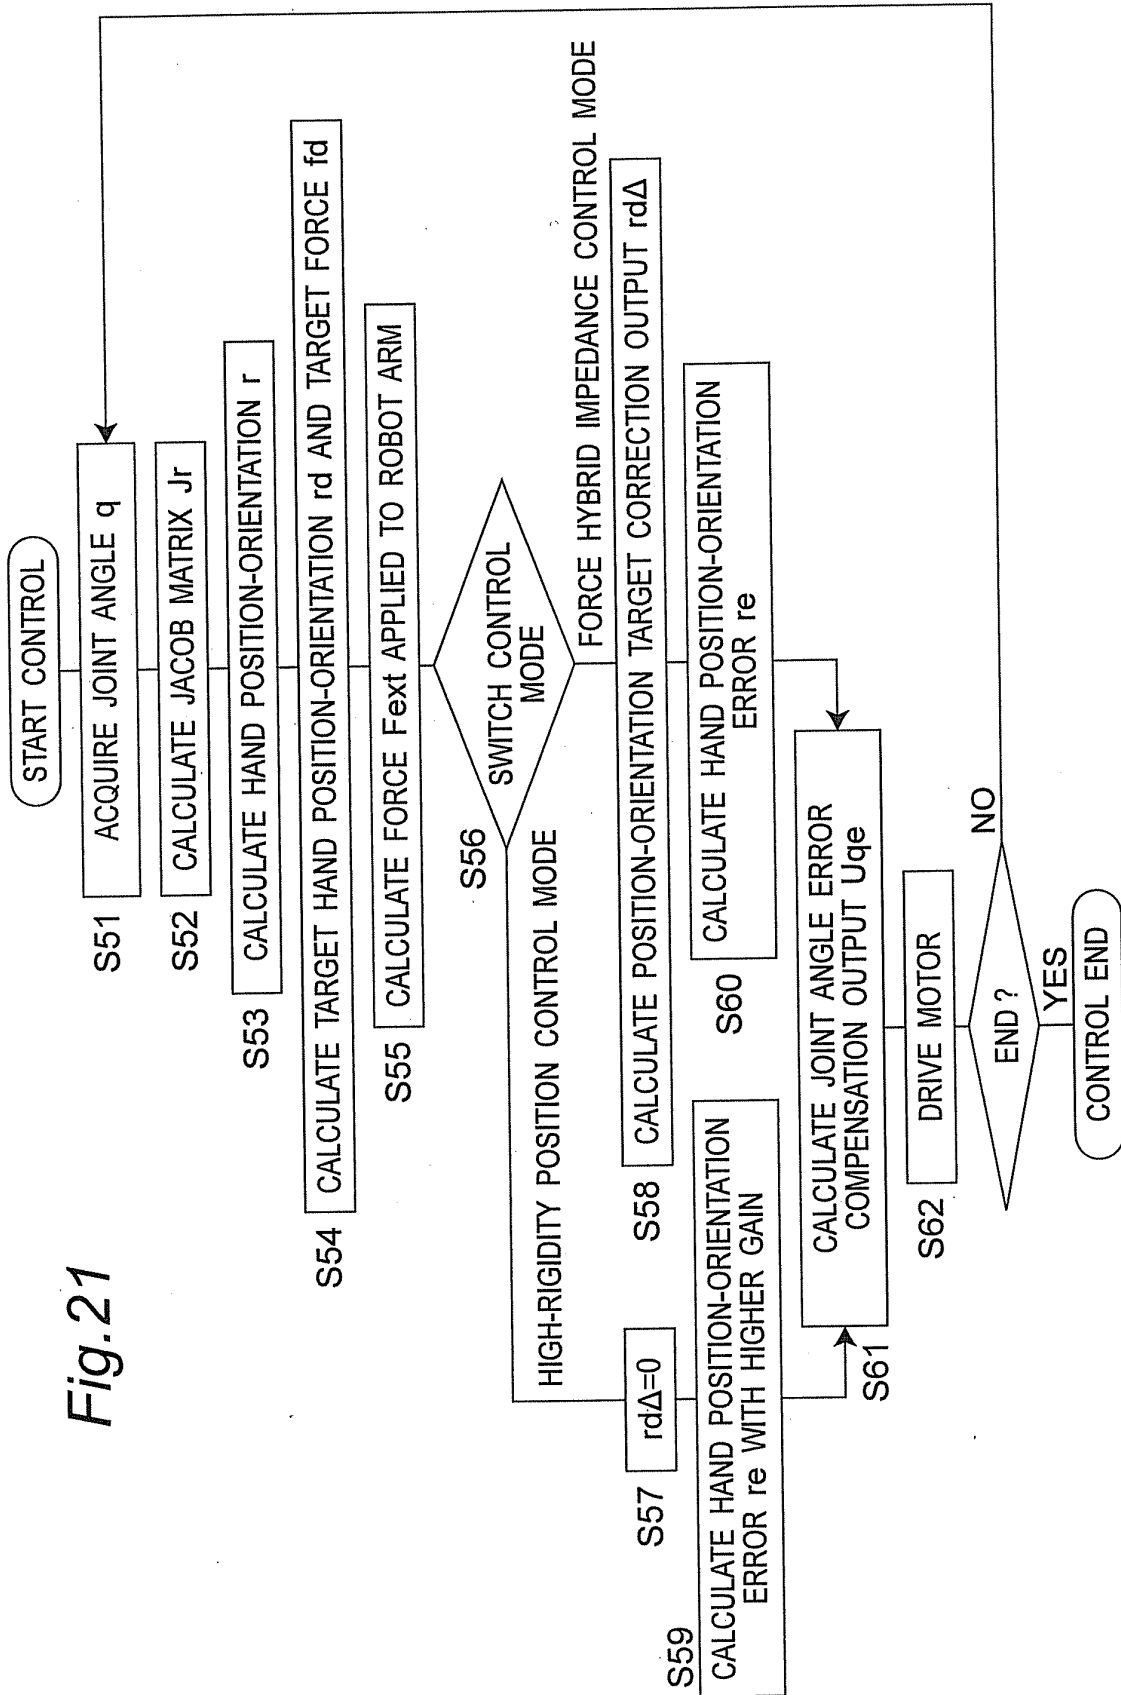 Fig.21
START CONTROL
S51
ACQUIRE JOINT ANGLE q
S52
CALCULATE JACOB MATRIX Jr
S53
CALCULATE HAND POSITION-ORIENTATION r
S54
CALCULATE TARGET HAND POSITION-ORIENTATION rd AND TARGET FORCE fd
S55
CALCULATE FORCE Fext APPLIED TO ROBOT ARM
S56
SWITCH CONTROL
MODE
HIGH-RIGIDITY POSITION CONTROL MODE
FORCE HYBRID IMPEDANCE CONTROL MODE
S57
rdΔ=0
S58
CALCULATE POSITION-ORIENTATION TARGET CORRECTION OUTPUT rdΔ
S59
CALCULATE HAND POSITION-ORIENTATION
ERROR re WITH HIGHER GAIN
S60
CALCULATE HAND POSITION-ORIENTATION
ERROR re
S61
CALCULATE JOINT ANGLE ERROR
COMPENSATION OUTPUT Uqe
S62
DRIVE MOTOR
END?
NO
YES
CONTROL END